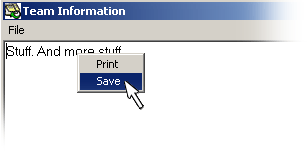 Team Information
File
Stuff. And more stuff
Print
Save